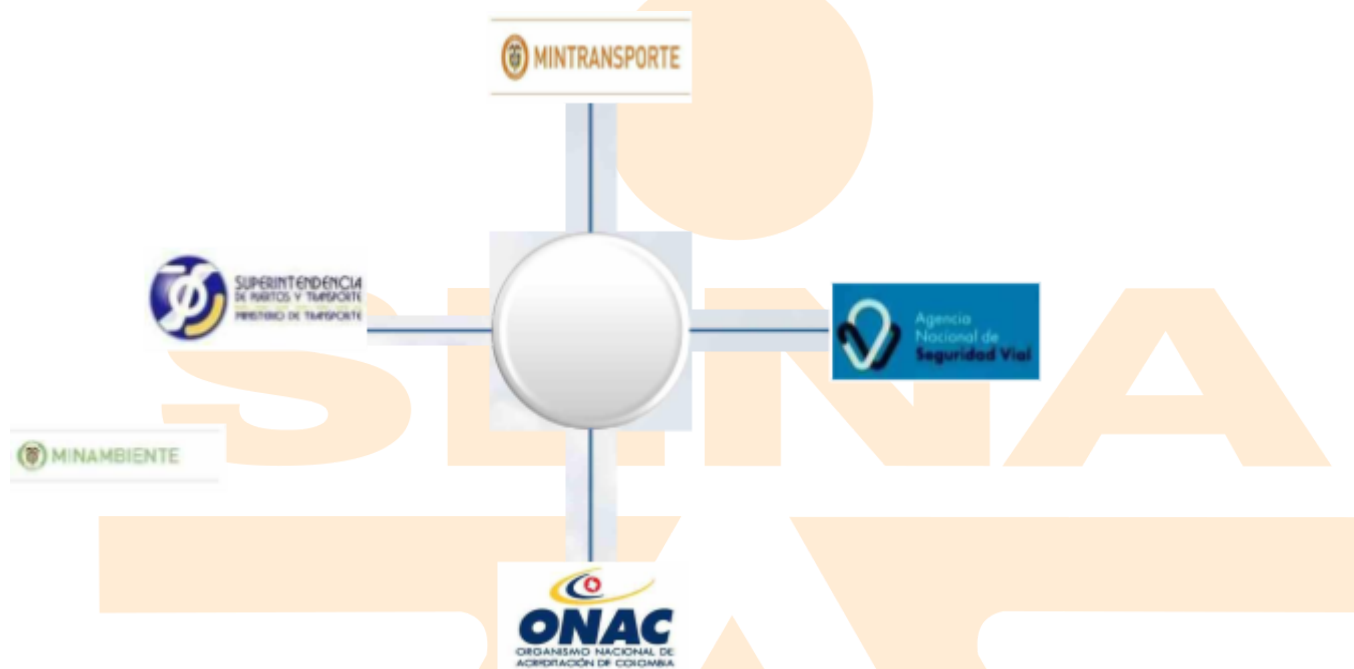 MINTRANSPORTE
SUPERINTENDENCIA
DE PUERTOS Y TRANSPORTE
MINISTERIO DE TRANSPORTE
Agencia
Nacional de
Seguridad Vial
SENA
MINAMBIENTE
ONAC
ORGANISMO NACIONAL DE
ACREDITACIÓN DE COLOMBIA